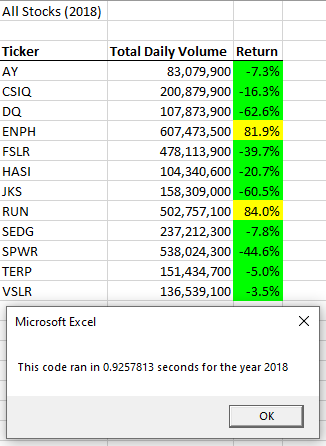 All Stocks (2018)
Ticker Total Daily Volume Return
AY 83,079,900 -7.3%
CSIQ 200,879,900 -16.3%
DQ 107,873,900 -62.6%
ENPH 607,473,500 81.9%
FSLR 478,113,900 -39.7%
HASI 104,340,600 -20.7%
JKS 158,309,000 -60.5%
RUN 502,757,100 84.0%
SEDG 237,212,300 -7.8%
SPWR 538,024,300 -44.6%
TERP 151,434,700 -5.0%
VSLR 136,539,100 -3.5%
Microsoft Excel
This code ran in 0.9257813 seconds for the year 2018
OK